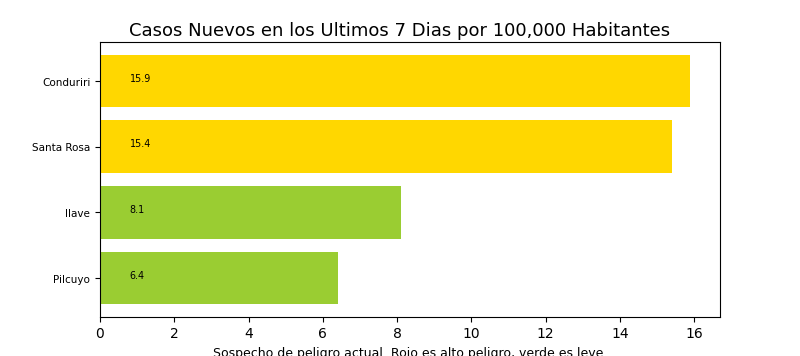 Casos Nuevos en los Ultimos 7 Dias por 100,000 Habitantes
Conduriri
15.9
Santa Rosa
15.4
Ilave
8.1
Pilcuyo
6.4
0 2 4 6 8 10 12 14 16
Sospecho de peligro actual. Rojo es alto peligro, verde es leve